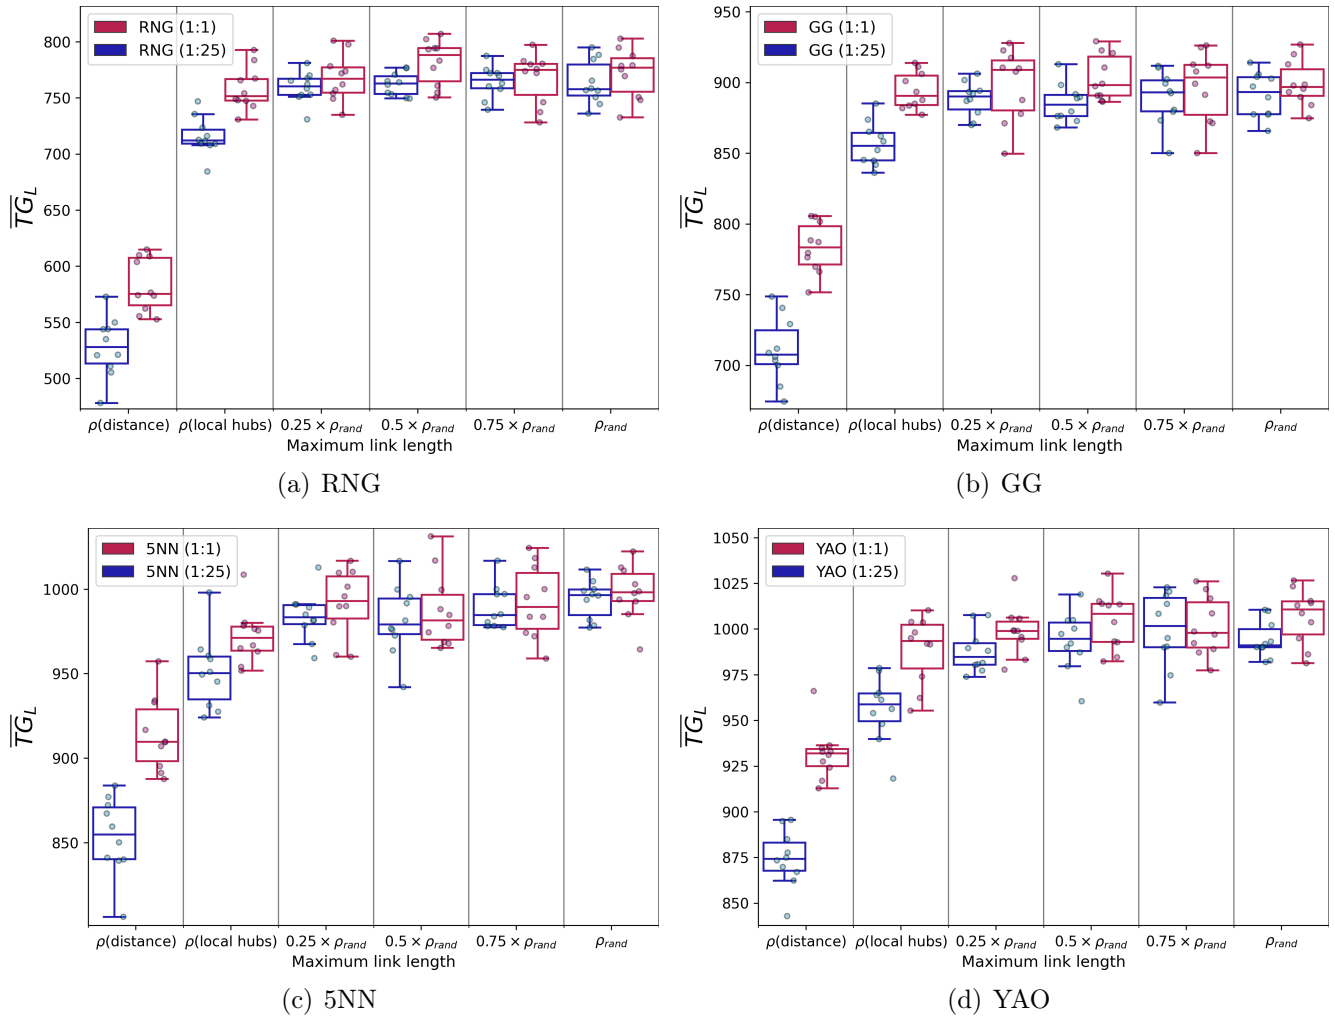 RNG (1:1)
RNG (1:25)
800
750
700
650
600
550
500
TG_L
ρ(distance) ρ(local hubs) 0.25 × ρ_rand 0.5 × ρ_rand 0.75 × ρ_rand ρ_rand
Maximum link length
(a) RNG
GG (1:1)
GG (1:25)
950
900
850
800
750
700
TG_L
ρ(distance) ρ(local hubs) 0.25 × ρ_rand 0.5 × ρ_rand 0.75 × ρ_rand ρ_rand
Maximum link length
(b) GG
5NN (1:1)
5NN (1:25)
1000
950
900
850
TG_L
ρ(distance) ρ(local hubs) 0.25 × ρ_rand 0.5 × ρ_rand 0.75 × ρ_rand ρ_rand
Maximum link length
(c) 5NN
YAO (1:1)
YAO (1:25)
1050
1025
1000
975
950
925
900
875
850
TG_L
ρ(distance) ρ(local hubs) 0.25 × ρ_rand 0.5 × ρ_rand 0.75 × ρ_rand ρ_rand
Maximum link length
(d) YAO